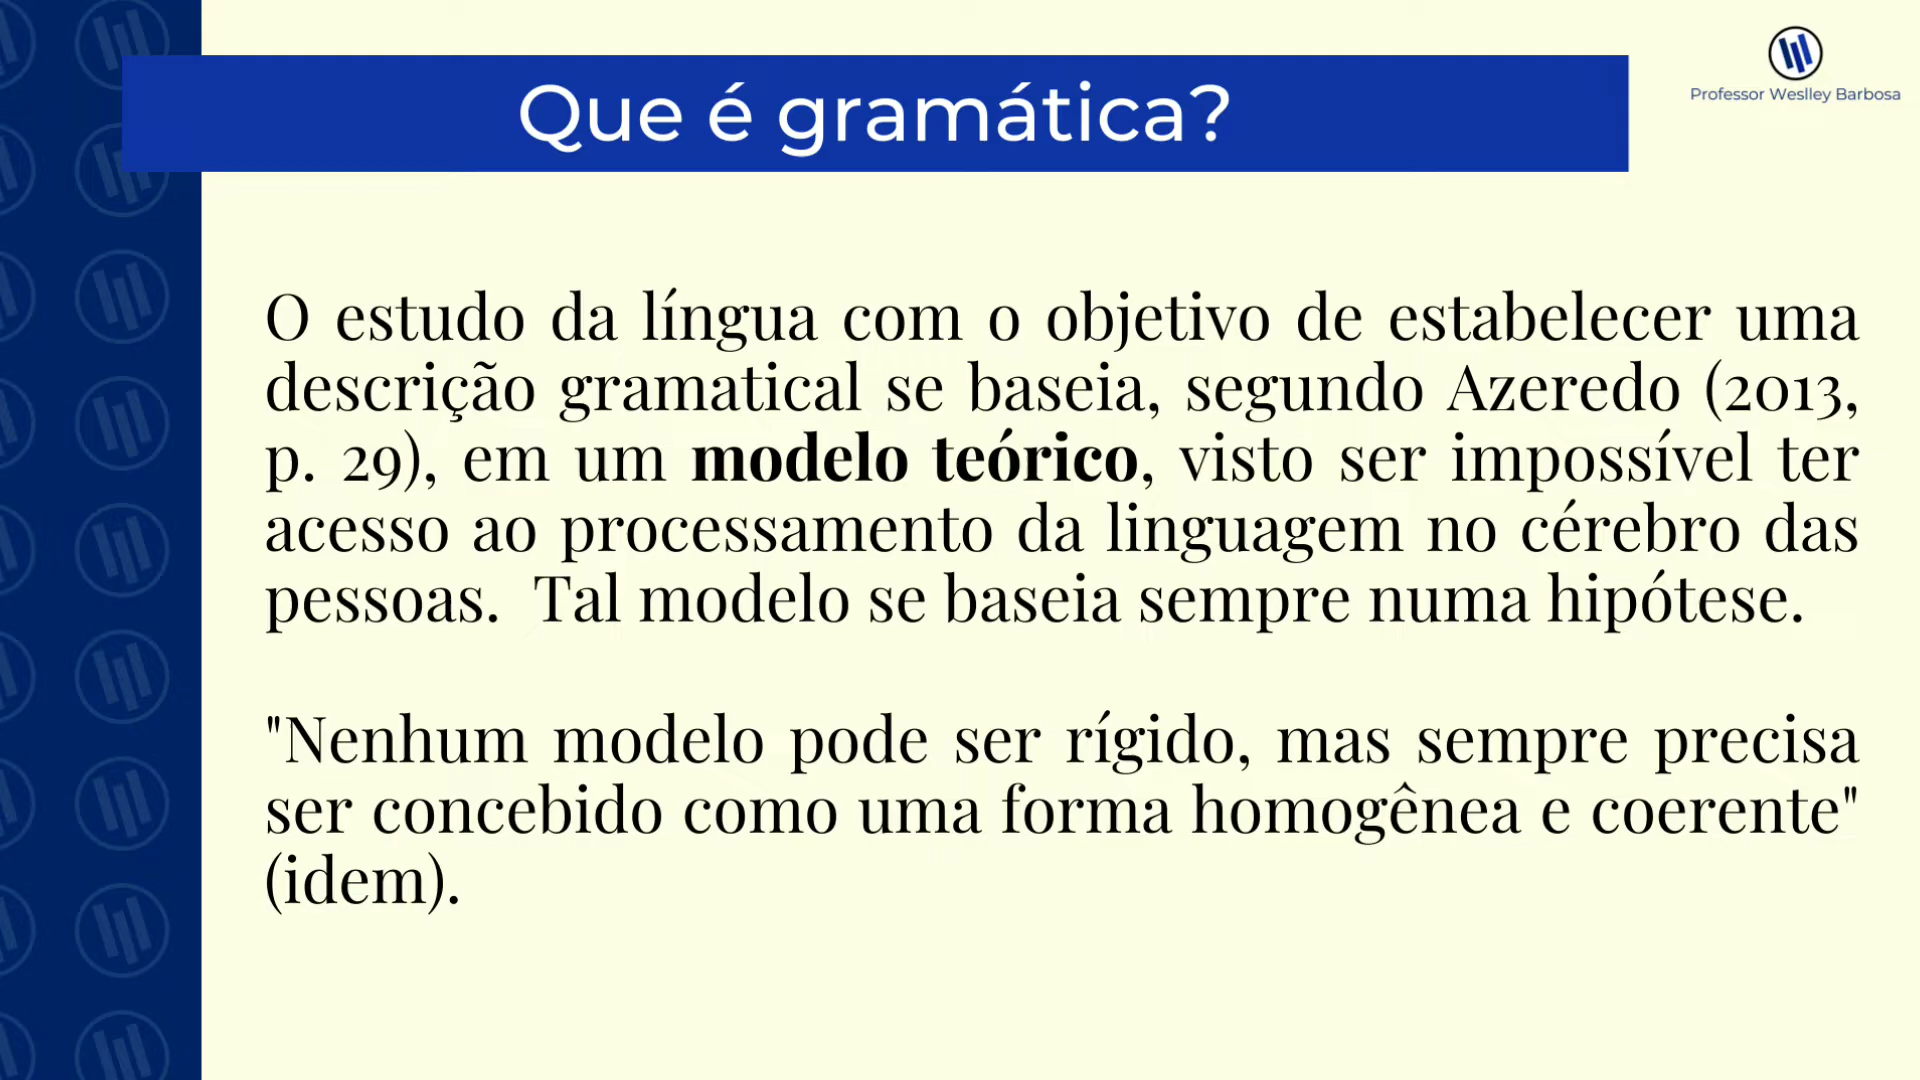 Que é gramática?
Professor Weslley Barbosa
O estudo da língua com o objetivo de estabelecer uma
descrição gramatical se baseia, segundo Azeredo (2013,
p. 29), em um modelo teórico, visto ser impossível ter
acesso ao processamento da linguagem no cérebro das
pessoas. Tal modelo se baseia sempre numa hipótese.
"Nenhum modelo pode ser rígido, mas sempre precisa
ser concebido como uma forma homogênea e coerente"
(idem).